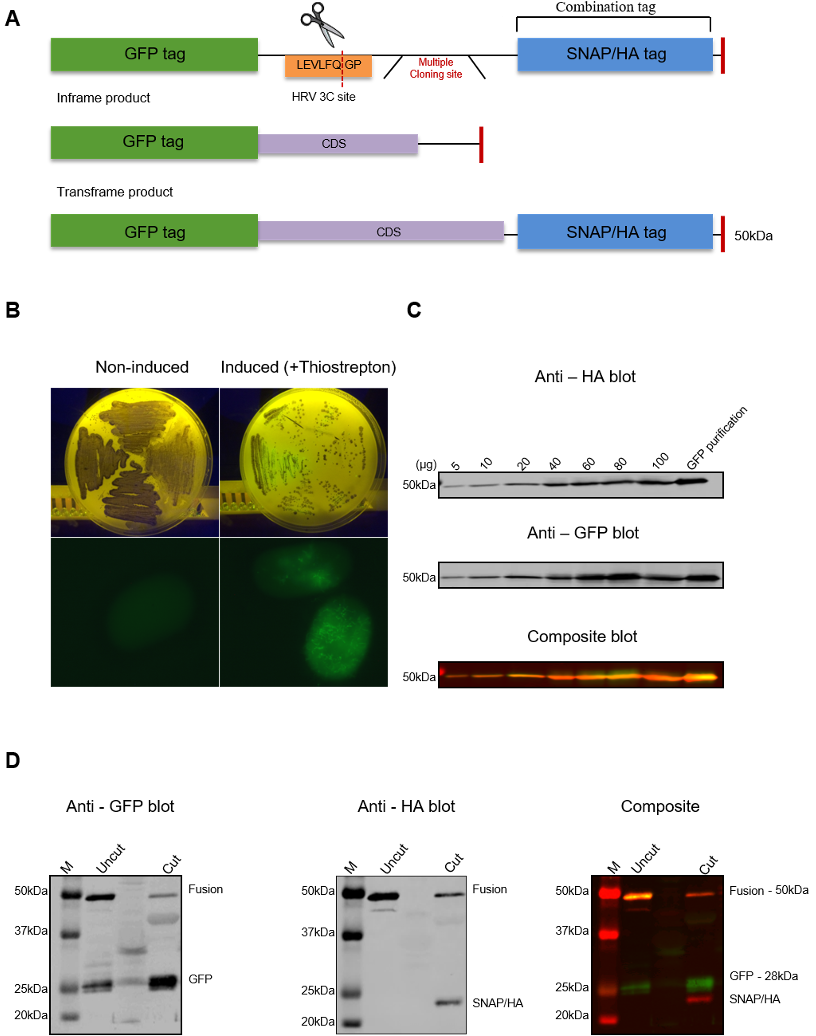 A
Combination tag
GFP tag
LEVLFQ GP
Multiple
Cloning site
SNAP/HA tag
HRV 3C site
Inframe product
GFP tag
CDS
Transframe product
GFP tag
CDS
SNAP/HA tag
50kDa
B
Non-induced
Induced (+Thiostrepton)
C
Anti – HA blot
(µg)
5
10
20
40
60
80
100
GFP purification
50kDa
Anti – GFP blot
50kDa
Composite blot
50kDa
D
Anti - GFP blot
M
Uncut
Cut
50kDa
37kDa
25kDa
20kDa
Fusion
GFP
Anti - HA blot
M
Uncut
Cut
50kDa
37kDa
25kDa
20kDa
Fusion
SNAP/HA
Composite
M
Uncut
Cut
50kDa
37kDa
25kDa
20kDa
Fusion - 50kDa
GFP - 28kDa
SNAP/HA